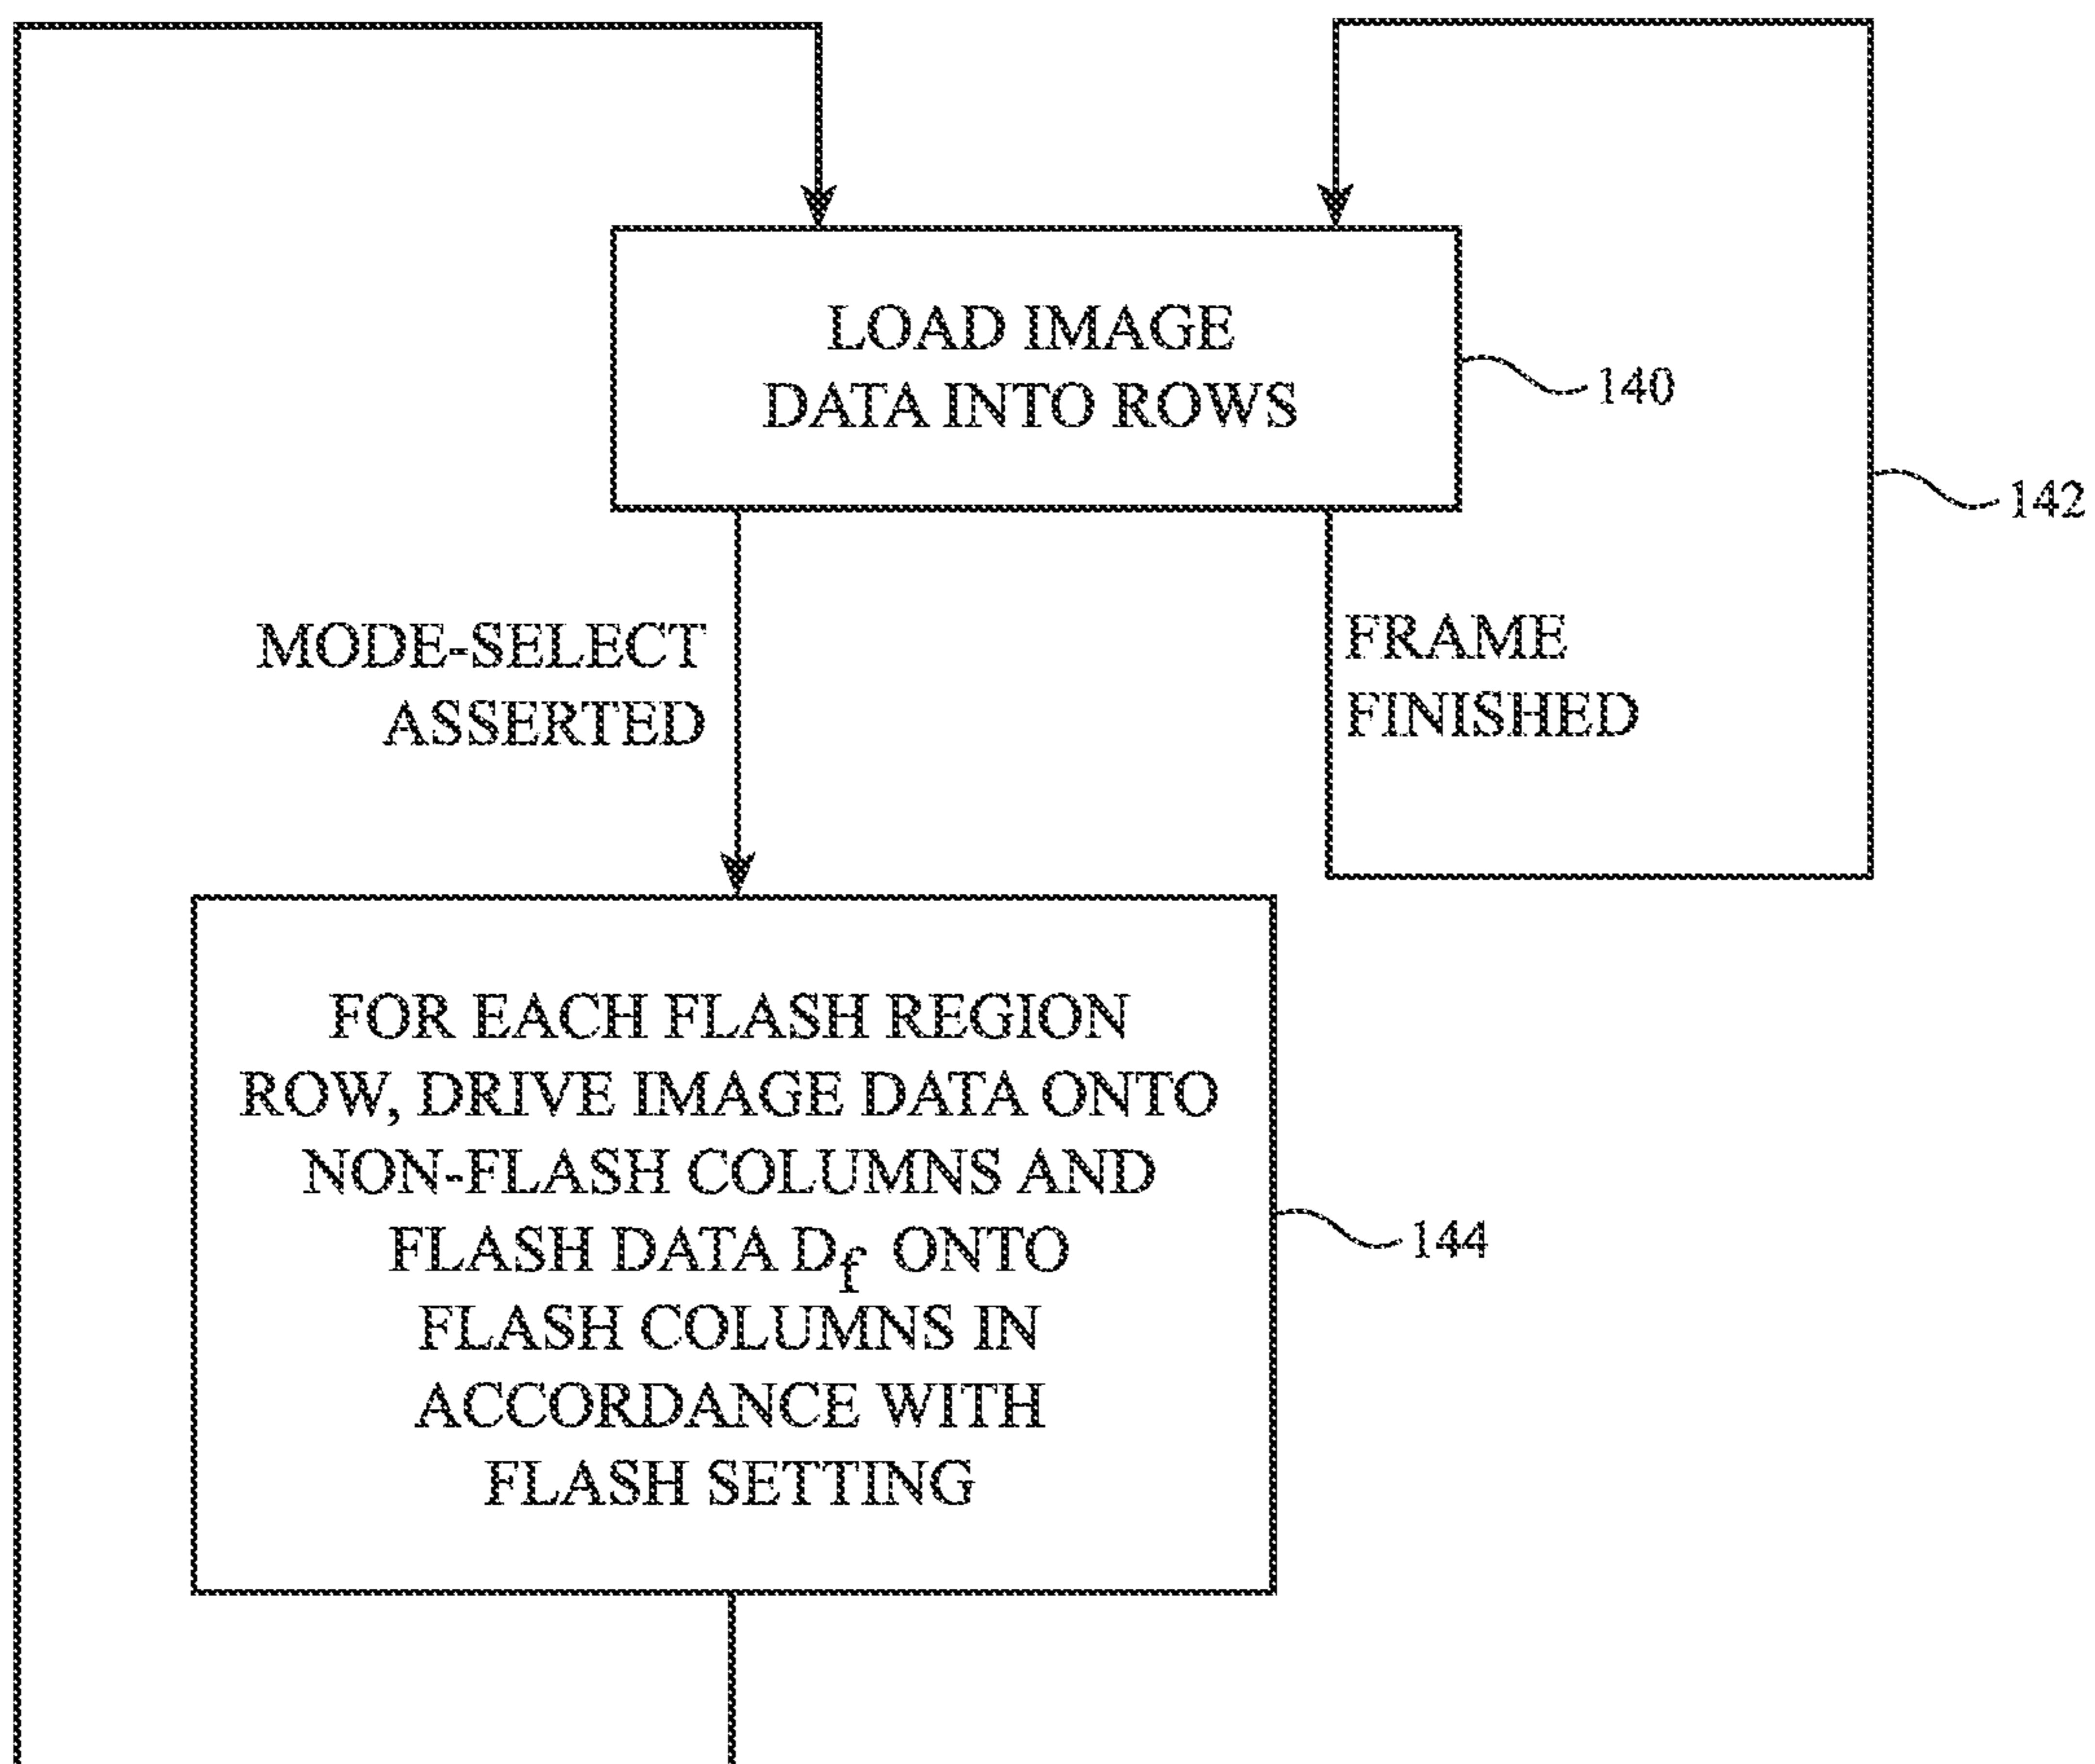 LOAD IMAGE
DATA INTO ROWS
140
142
MODE-SELECT
ASSERTED
FRAME
FINISHED
FOR EACH FLASH REGION
ROW, DRIVE IMAGE DATA ONTO
NON-FLASH COLUMNS AND
FLASH DATA Df ONTO
FLASH COLUMNS IN
ACCORDANCE WITH
FLASH SETTING
144